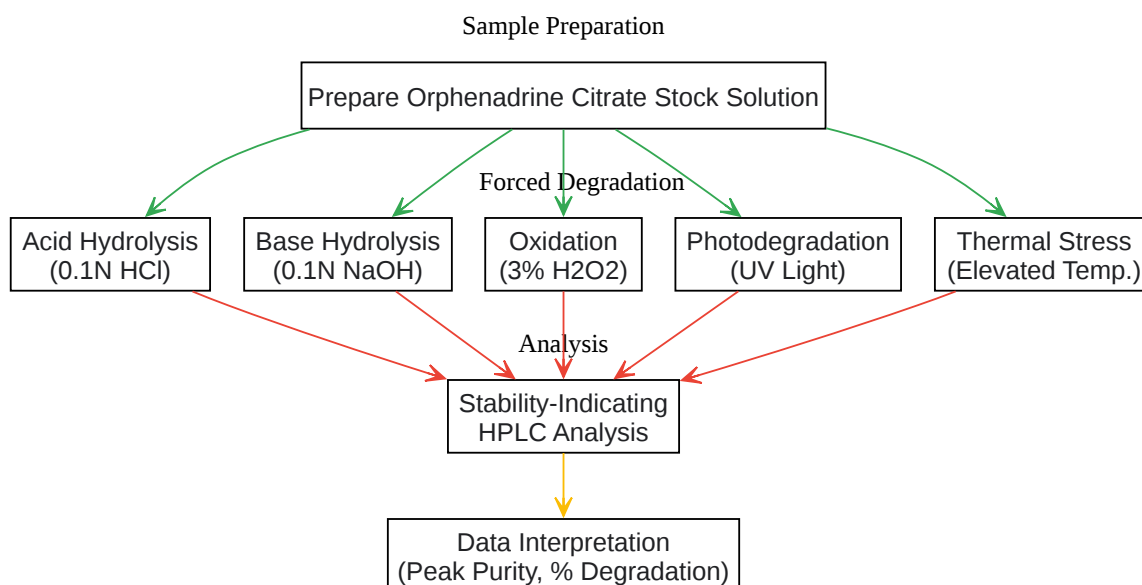 Sample Preparation
Prepare Orphenadrine Citrate Stock Solution
Forced Degradation
Acid Hydrolysis
(0.1N HCl)
Base Hydrolysis
(0.1N NaOH)
Oxidation
(3% H2O2)
Photodegradation
(UV Light)
Thermal Stress
(Elevated Temp.)
Analysis
Stability-Indicating
HPLC Analysis
Data Interpretation
(Peak Purity, % Degradation)